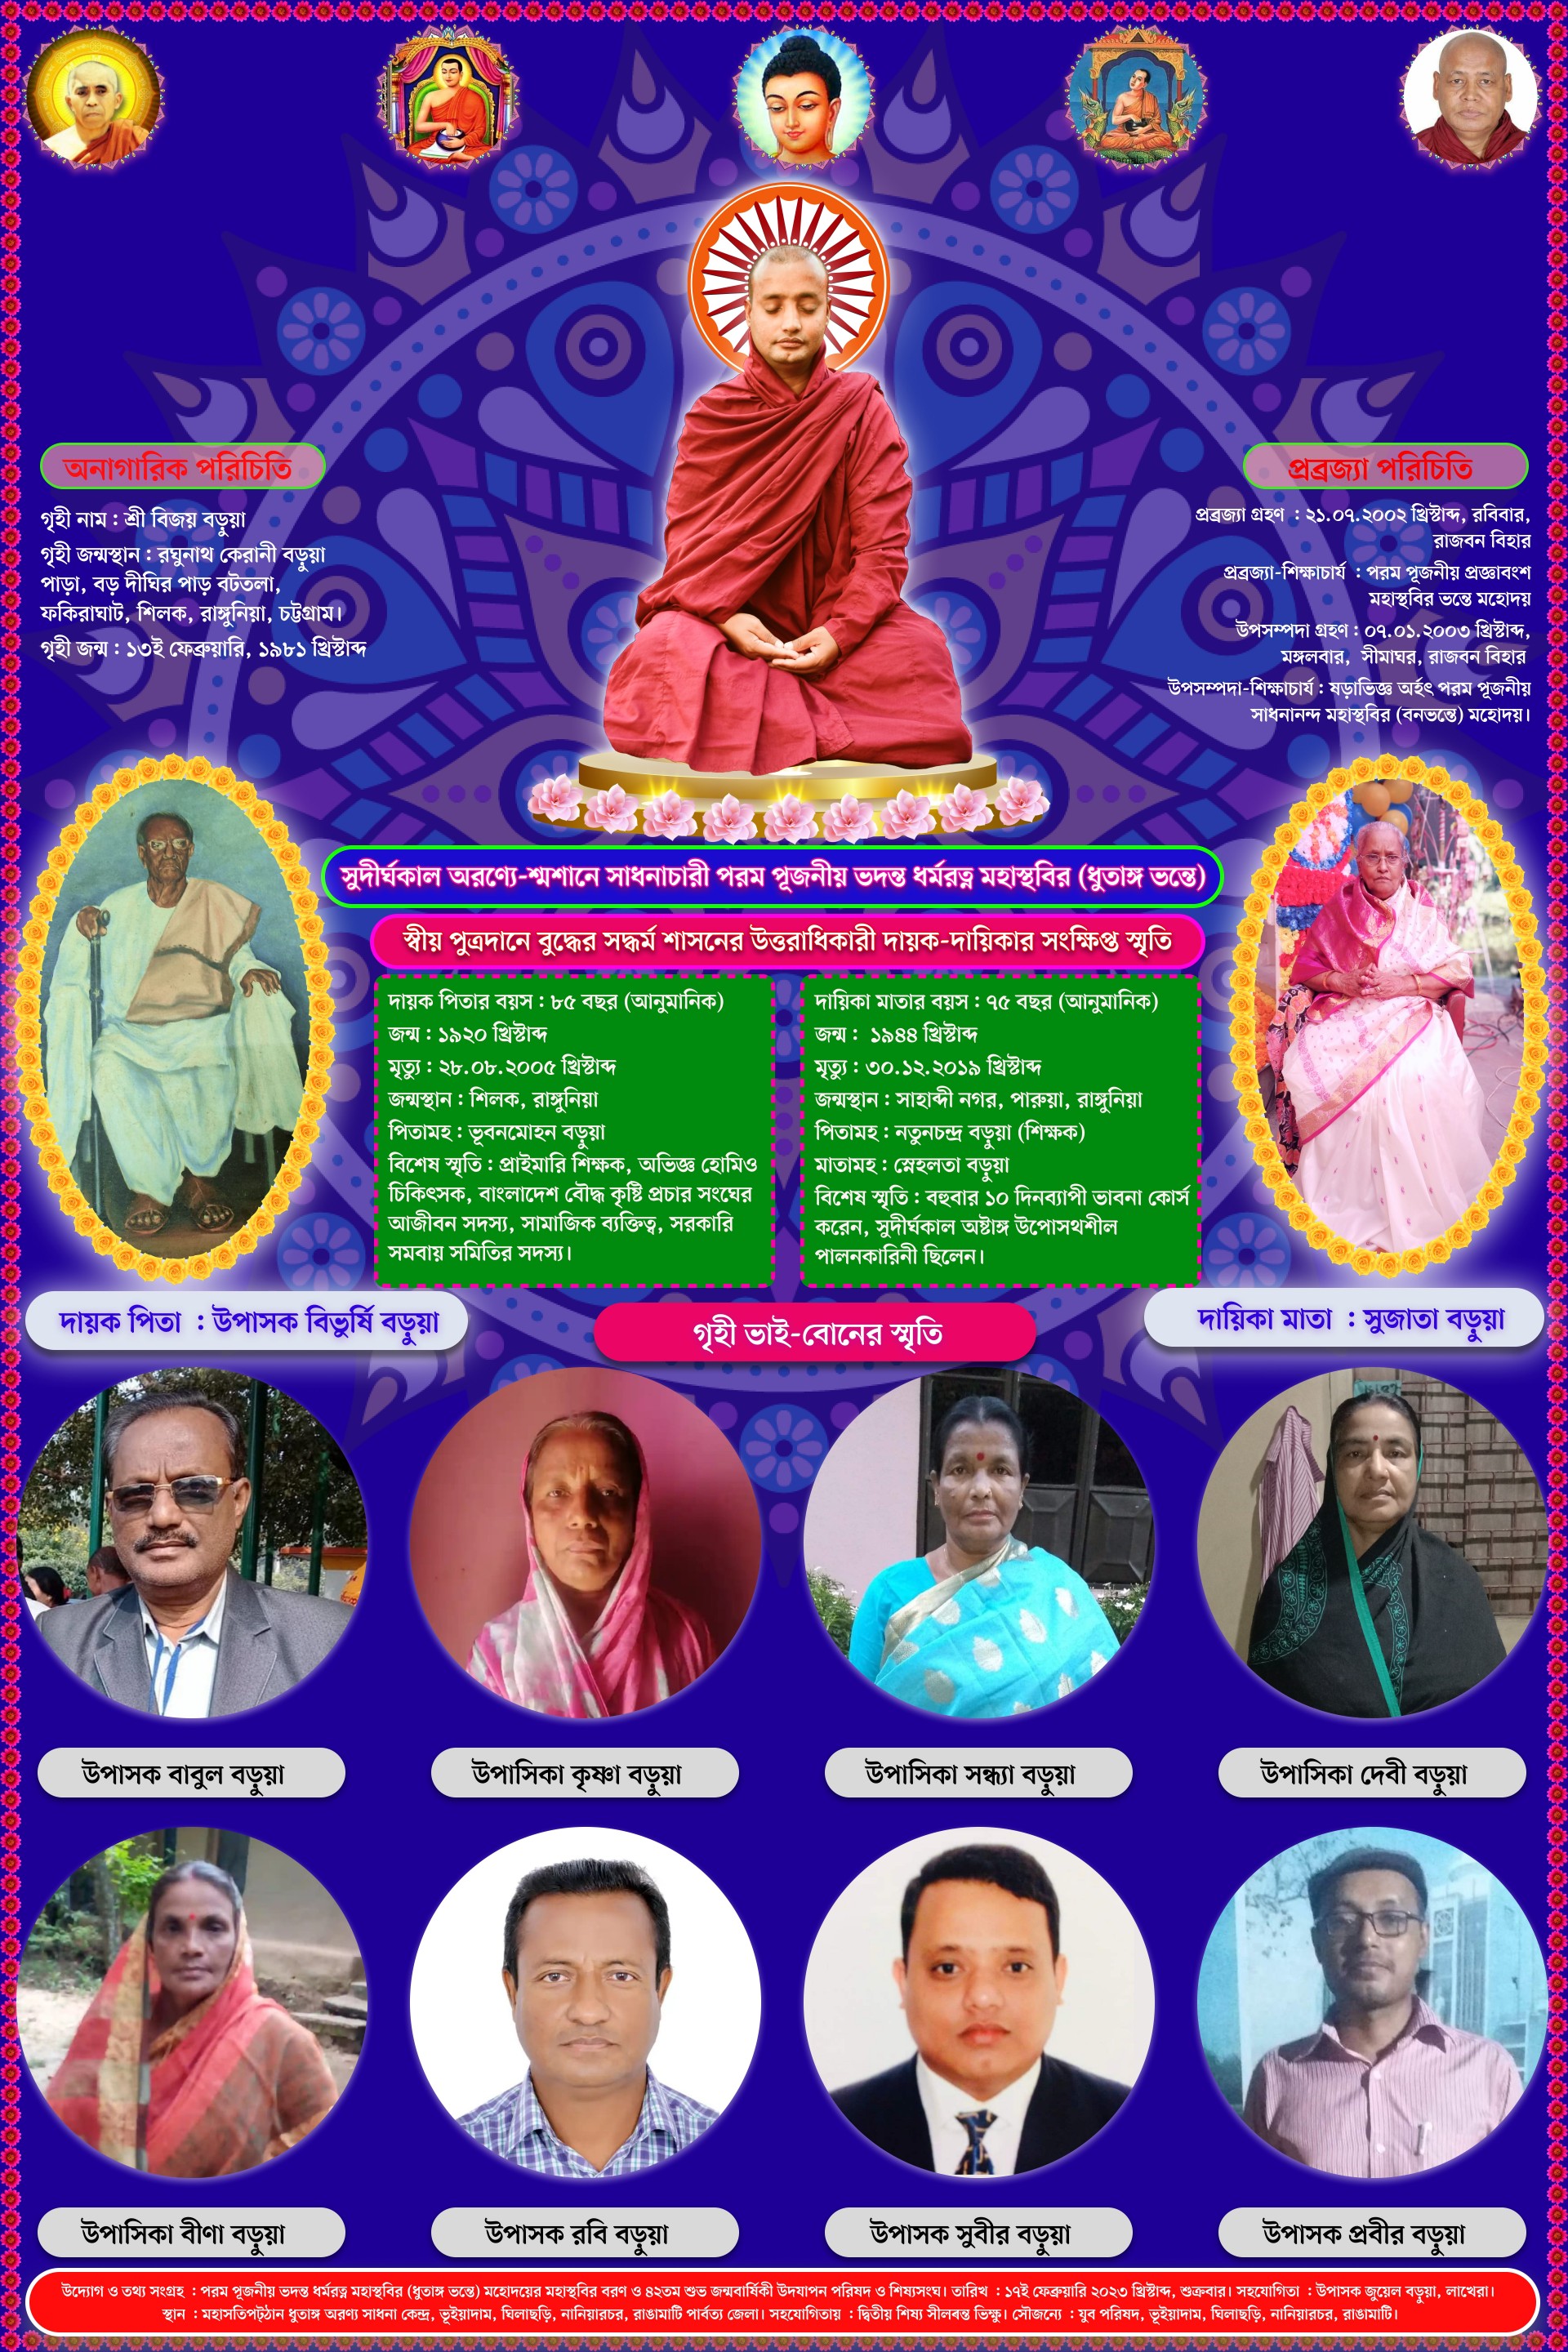 অনাগারিক পরিচিতি
গৃহী নাম : শ্রী বিজয় বড়ুয়া
গৃহী জন্মস্থান : রঘুনাথ কেরানী বড়ুয়া
পাড়া, বড় দীঘির পাড় বটতলা,
ফকিরাঘাট, শিলক, রাঙ্গুনিয়া, চট্টগ্রাম।
গৃহী জন্ম : ১৩ই ফেব্রুয়ারি, ১৯৮১ খ্রিস্টাব্দ
প্রব্রজ্যা পরিচিতি
প্রব্রজ্যা গ্রহণ : ২১.০৭.২০০২ খ্রিস্টাব্দ, রবিবার,
রাজবন বিহার
প্রব্রজ্যা-শিক্ষাচার্য : পরম পূজনীয় প্রজ্ঞাবংশ
মহাস্থবির ভন্তে মহোদয়
উপসম্পদা গ্রহণ : ০৭.০১.২০০৩ খ্রিস্টাব্দ,
মঙ্গলবার, সীমাঘর, রাজবন বিহার
উপসম্পদা-শিক্ষাচার্য : ষড়াভিজ্ঞ অর্হৎ পরম পূজনীয়
সাধনানন্দ মহাস্থবির (বনভন্তে) মহোদয়।
সুদীর্ঘকাল অরণ্যে-শ্মশানে সাধনাচারী পরম পূজনীয় ভদন্ত ধর্মরত্ন মহাস্থবির (ধুতাঙ্গ ভন্তে)
স্বীয় পুত্রদানে বুদ্ধের সদ্ধর্ম শাসনের উত্তরাধিকারী দায়ক-দায়িকার সংক্ষিপ্ত স্মৃতি
দায়ক পিতার বয়স : ৮৫ বছর (আনুমানিক)
জন্ম : ১৯২০ খ্রিস্টাব্দ
মৃত্যু : ২৮.০৮.২০০৫ খ্রিস্টাব্দ
জন্মস্থান : শিলক, রাঙ্গুনিয়া
পিতামহ : ভূবনমোহন বড়ুয়া
বিশেষ স্মৃতি : প্রাইমারি শিক্ষক, অভিজ্ঞ হোমিও
চিকিৎসক, বাংলাদেশ বৌদ্ধ কৃষ্টি প্রচার সংঘের
আজীবন সদস্য, সামাজিক ব্যক্তিত্ব, সরকারি
সমবায় সমিতির সদস্য।
দায়িকা মাতার বয়স : ৭৫ বছর (আনুমানিক)
জন্ম : ১৯৪৪ খ্রিস্টাব্দ
মৃত্যু : ৩০.১২.২০১৯ খ্রিস্টাব্দ
জন্মস্থান : সাহাব্দী নগর, পারুয়া, রাঙ্গুনিয়া
পিতামহ : নতুনচন্দ্র বড়ুয়া (শিক্ষক)
মাতামহ : স্নেহলতা বড়ুয়া
বিশেষ স্মৃতি : বহুবার ১০ দিনব্যাপী ভাবনা কোর্স
করেন, সুদীর্ঘকাল অষ্টাঙ্গ উপোসথশীল
পালনকারিনী ছিলেন।
দায়ক পিতা : উপাসক বিভুর্ষি বড়ুয়া
গৃহী ভাই-বোনের স্মৃতি
দায়িকা মাতা : সুজাতা বড়ুয়া
উপাসক বাবুল বড়ুয়া
উপাসিকা কৃষ্ণা বড়ুয়া
উপাসিকা সন্ধ্যা বড়ুয়া
উপাসিকা দেবী বড়ুয়া
উপাসিকা বীণা বড়ুয়া
উপাসক রবি বড়ুয়া
উপাসক সুবীর বড়ুয়া
উপাসক প্রবীর বড়ুয়া
উদ্যোগ ও তথ্য সংগ্রহ : পরম পূজনীয় ভদন্ত ধর্মরত্ন মহাস্থবির (ধুতাঙ্গ ভন্তে) মহোদয়ের মহাস্থবির বরণ ও ৪২তম শুভ জন্মবার্ষিকী উদযাপন পরিষদ ও শিষ্যসংঘ। তারিখ : ১৭ই ফেব্রুয়ারি ২০২৩ খ্রিস্টাব্দ, শুক্রবার। সহযোগিতা : উপাসক জুয়েল বড়ুয়া, লাখেরা।
স্থান : মহাসতিপট্ঠান ধুতাঙ্গ অরণ্য সাধনা কেন্দ্র, ভূইয়াদাম, ঘিলাছড়ি, নানিয়ারচর, রাঙামাটি পার্বত্য জেলা। সহযোগিতায় : দ্বিতীয় শিষ্য সীলৰন্ত ভিক্ষু। সৌজন্যে : যুব পরিষদ, ভূইয়াদাম, ঘিলাছড়ি, নানিয়ারচর, রাঙামাটি।